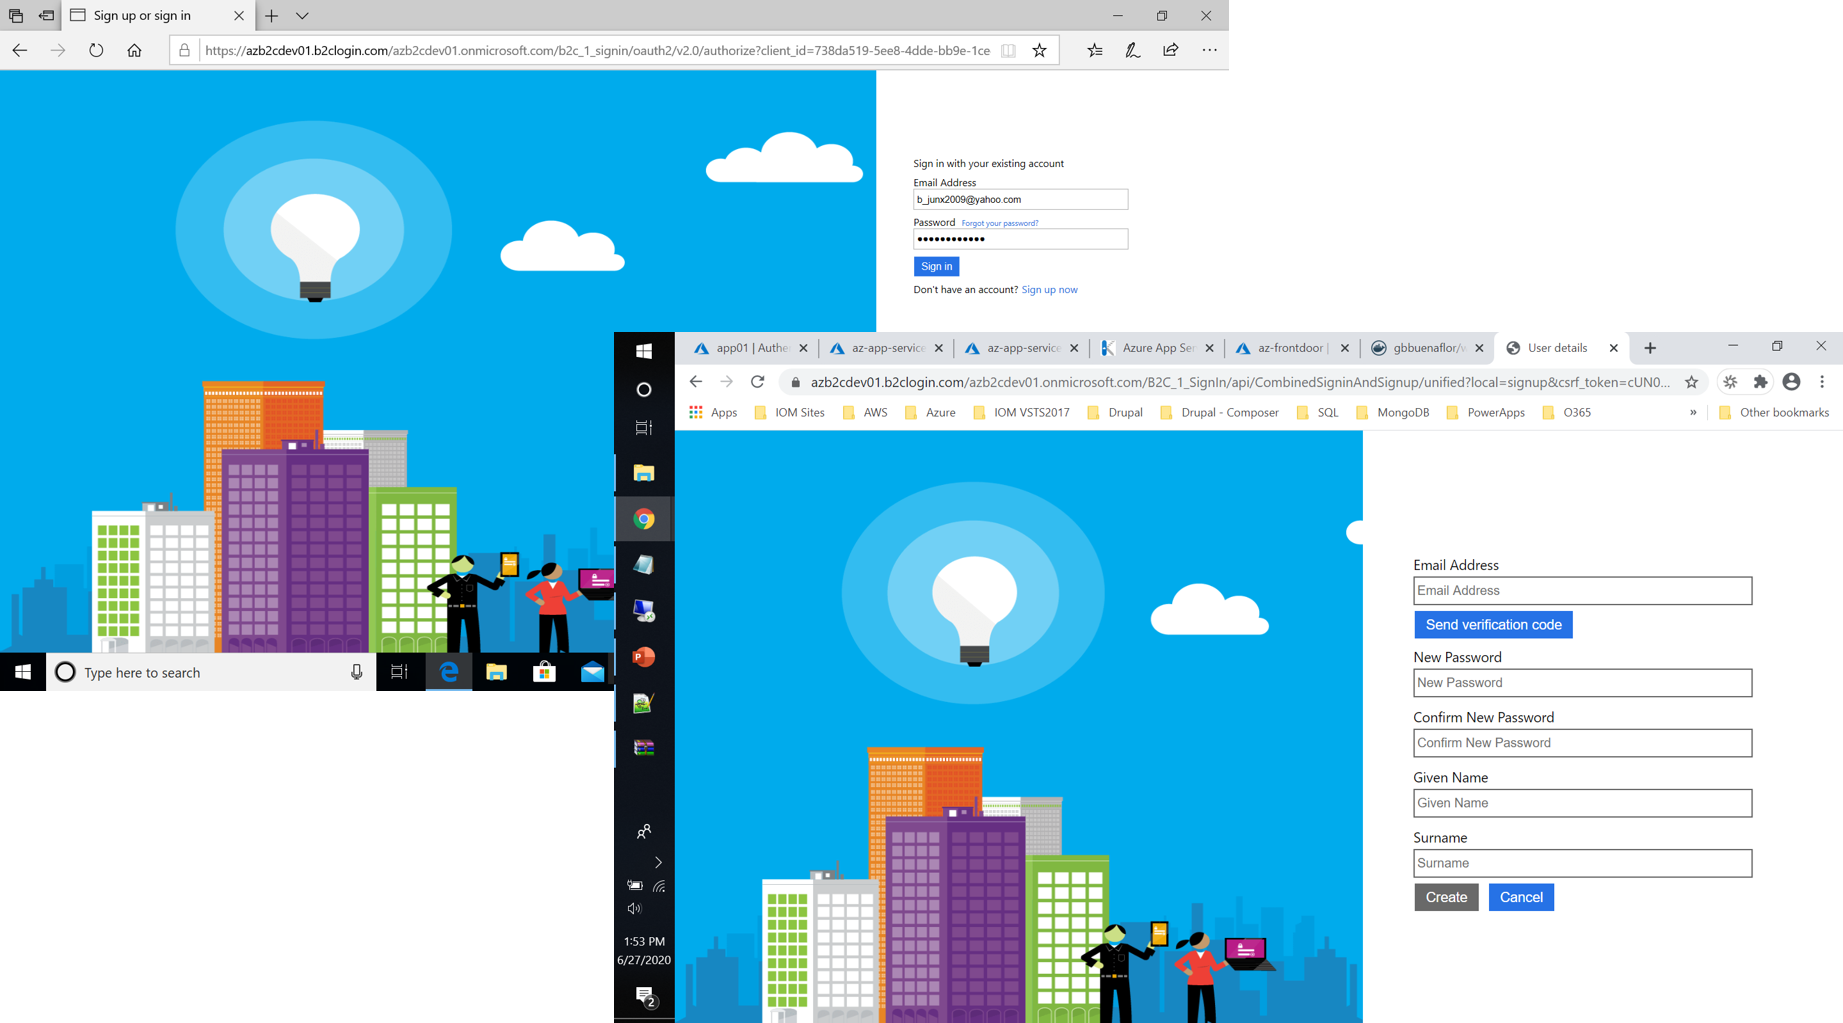 Sign up or sign in
https://azb2cdev01.b2clogin.com/azb2cdev01.onmicrosoft.com/b2c_1_signin/oauth2/v2.0/authorize?client_id=738da519-5ee8-4dde-bb9e-1ce
Sign in with your existing account
Email Address
b_junx2009@yahoo.com
Password Forgot your password?
Sign in
Don't have an account? Sign up now
Type here to search
app01 | Authe
az-app-service
az-app-service
Azure App Ser
az-frontdoor |
gbbuenaflor/v
User details
azb2cdev01.b2clogin.com/azb2cdev01.onmicrosoft.com/B2C_1_SignIn/api/CombinedSigninAndSignup/unified?local=signup&csrf_token=cUN0...
Apps IOM Sites AWS Azure IOM VSTS2017 Drupal Drupal - Composer SQL MongoDB PowerApps O365 » Other bookmarks
Email Address
Email Address
Send verification code
New Password
New Password
Confirm New Password
Confirm New Password
Given Name
Given Name
Surname
Surname
Create Cancel
1:53 PM
6/27/2020
2